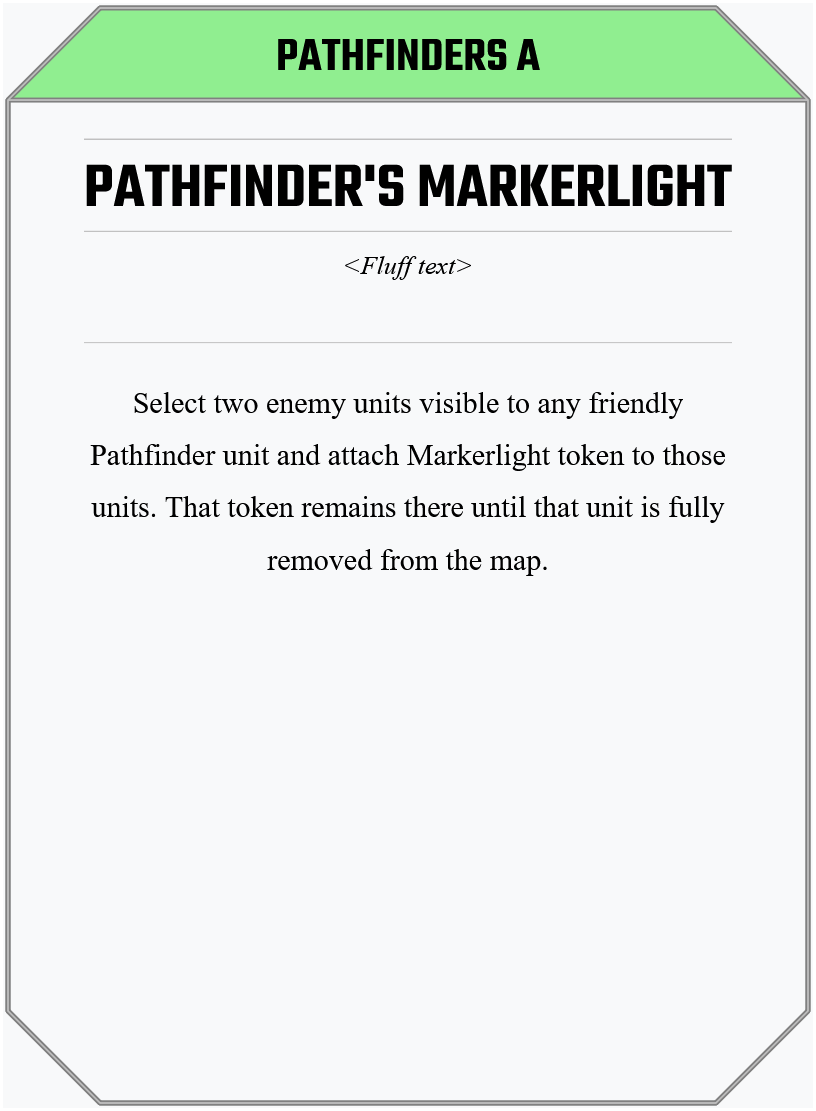 PATHFINDERS A
PATHFINDER'S MARKERLIGHT
<Fluff text>
Select two enemy units visible to any friendly
Pathfinder unit and attach Markerlight token to those
units. That token remains there until that unit is fully
removed from the map.